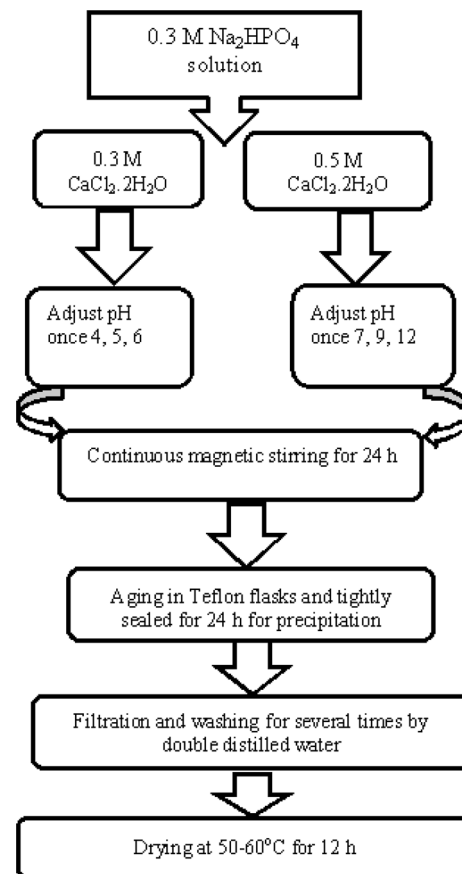 0.3 M Na₂HPO₄
solution
0.3 M
CaCl₂.2H₂O
0.5 M
CaCl₂.2H₂O
Adjust pH
once 4, 5, 6
Adjust pH
once 7, 9, 12
Continuous magnetic stirring for 24 h
Aging in Teflon flasks and tightly
sealed for 24 h for precipitation
Filtration and washing for several times by
double distilled water
Drying at 50-60°C for 12 h